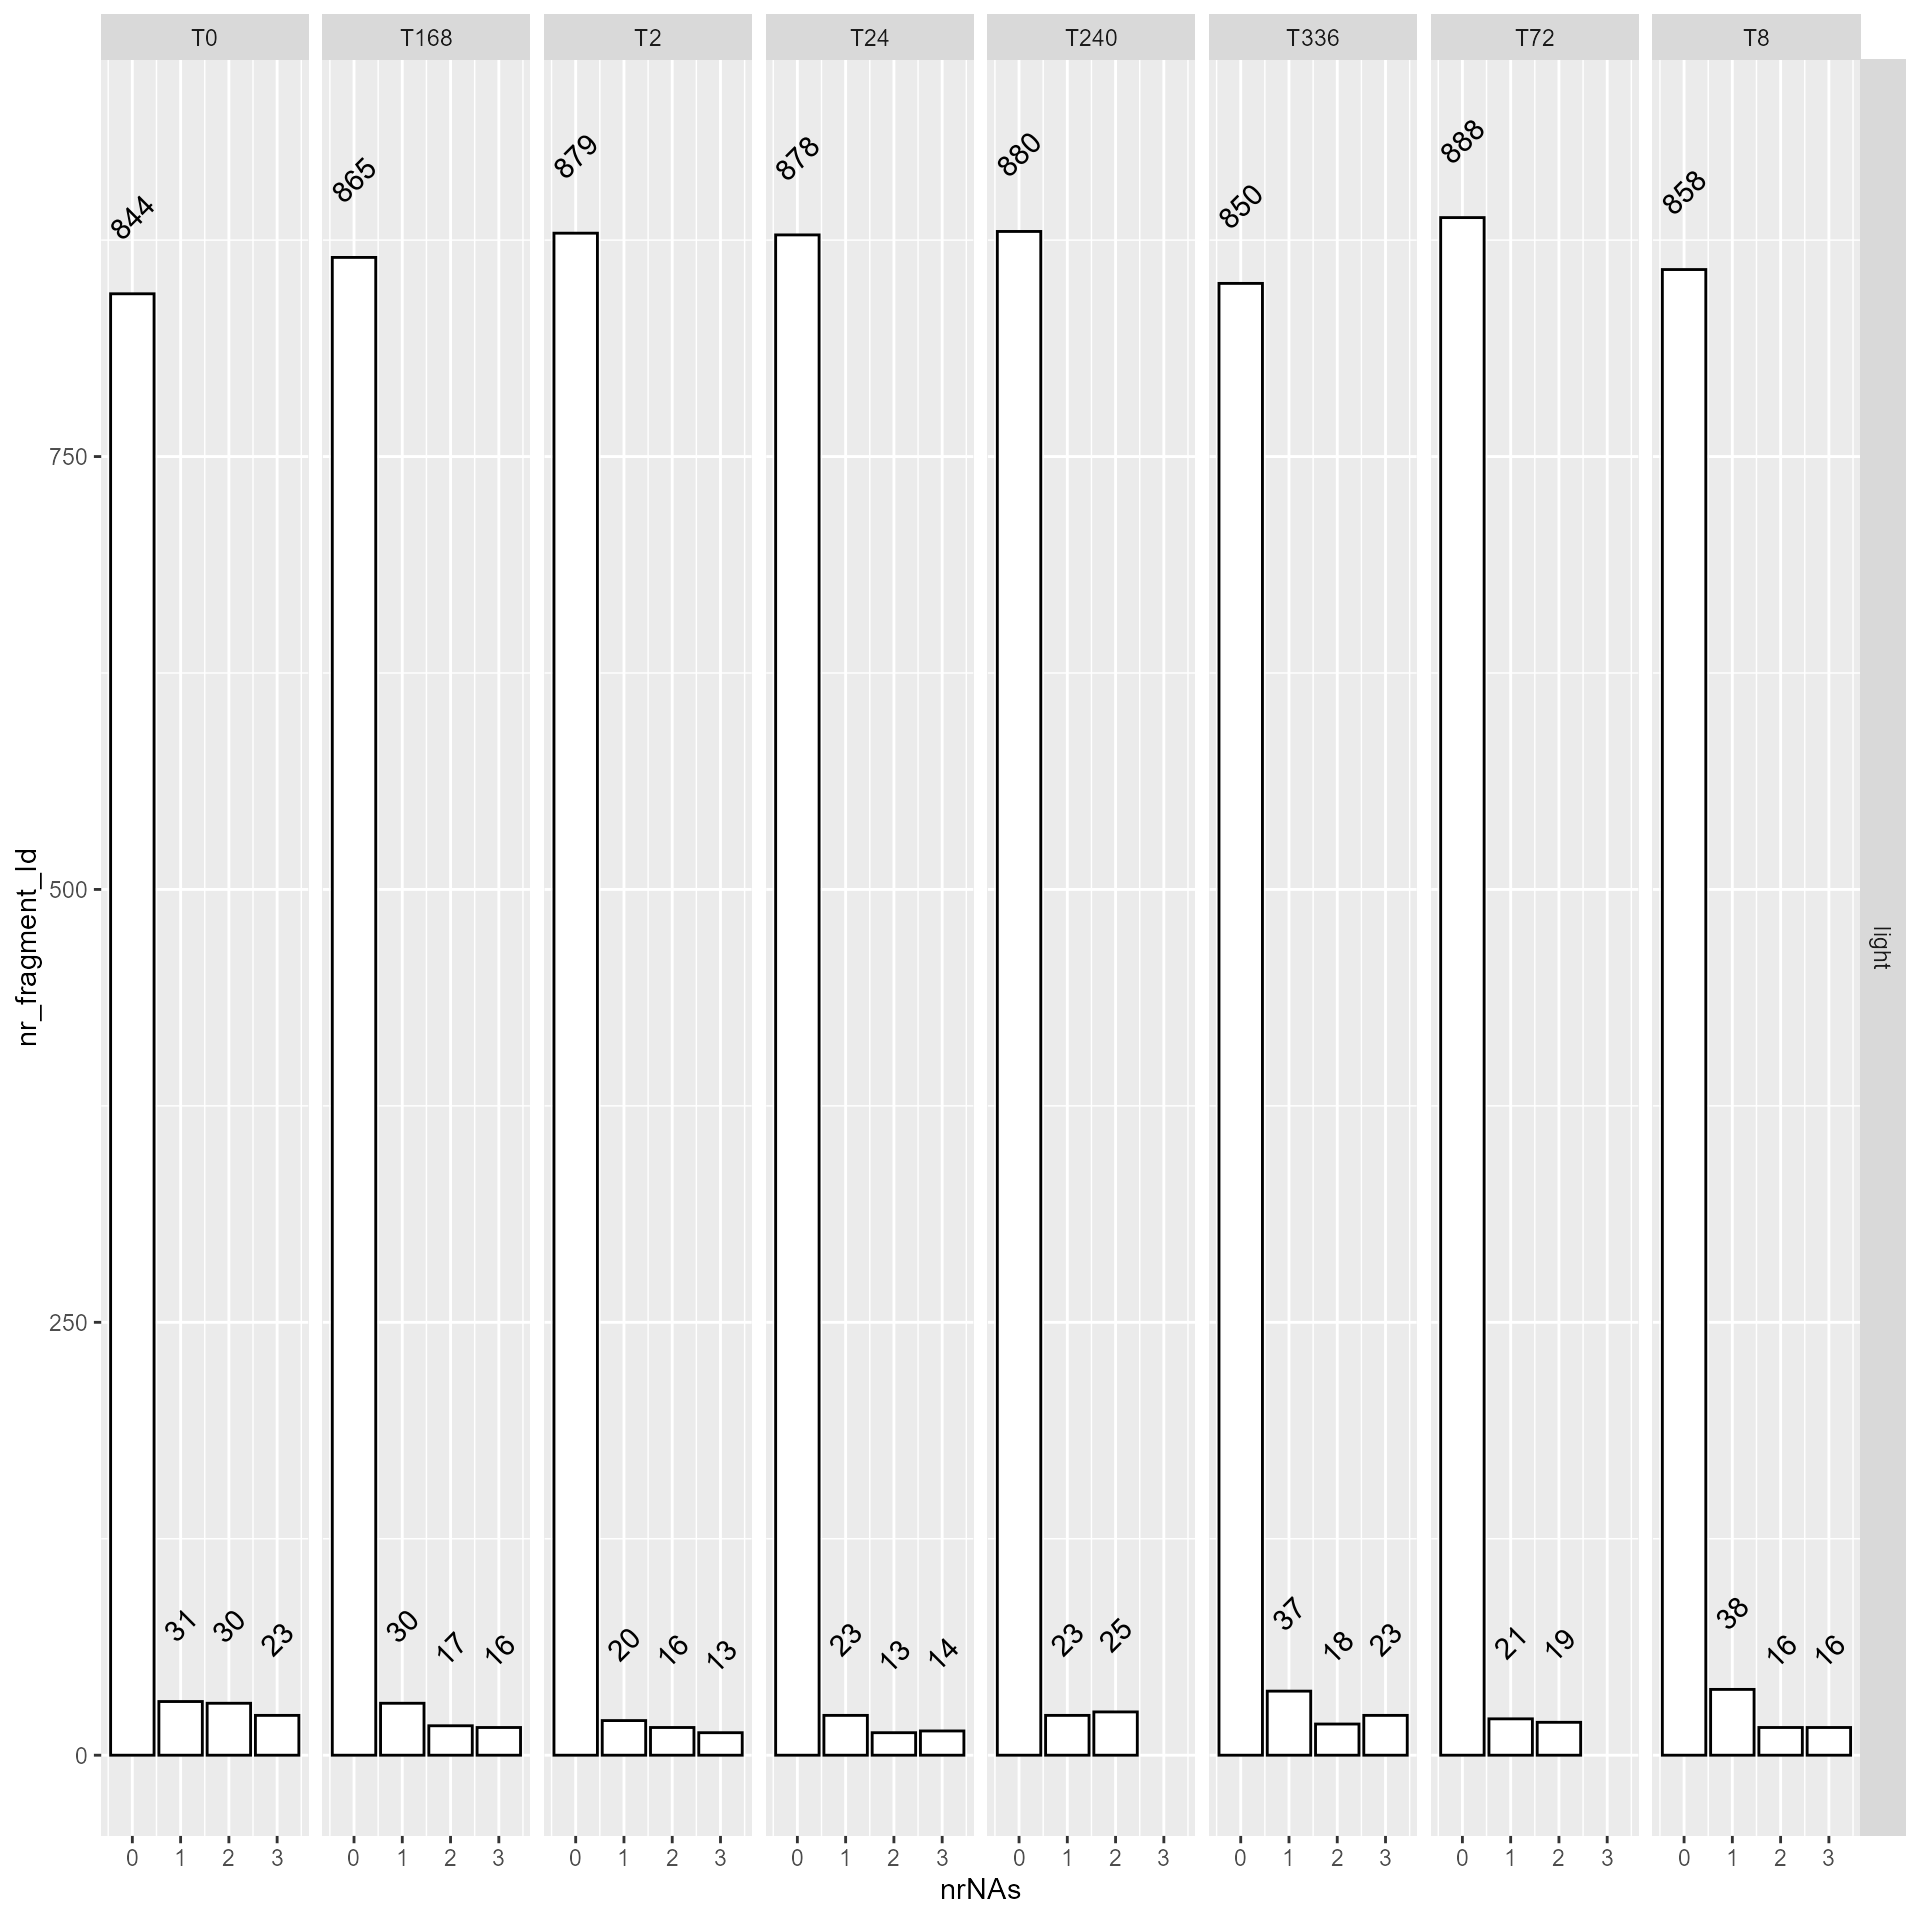 T0 T168 T2 T24 T240 T336 T72 T8
844 865 879 878 880 850 888 858
750
500
250
0
31 30 23 30 17 16 20 16 13 23 13 14 23 25 37 18 23 21 19 38 16 16
0 1 2 3 0 1 2 3 0 1 2 3 0 1 2 3 0 1 2 3 0 1 2 3 0 1 2 3 0 1 2 3
nrNAs
nr_fragment_Id
light